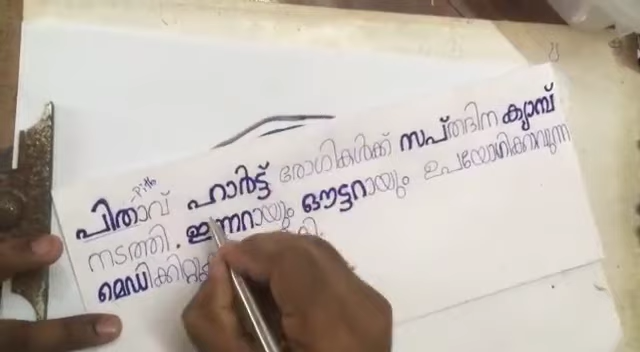 പിതാവ് ഹാർട്ട് രോഗികൾക്ക് സപ്തദിന ക്യാമ്പ്
നടത്തി. ഇന്നറായും ഔട്ടറായും ഉപയോഗിക്കാവുന്ന
മെഡിക്കിറ്റുക